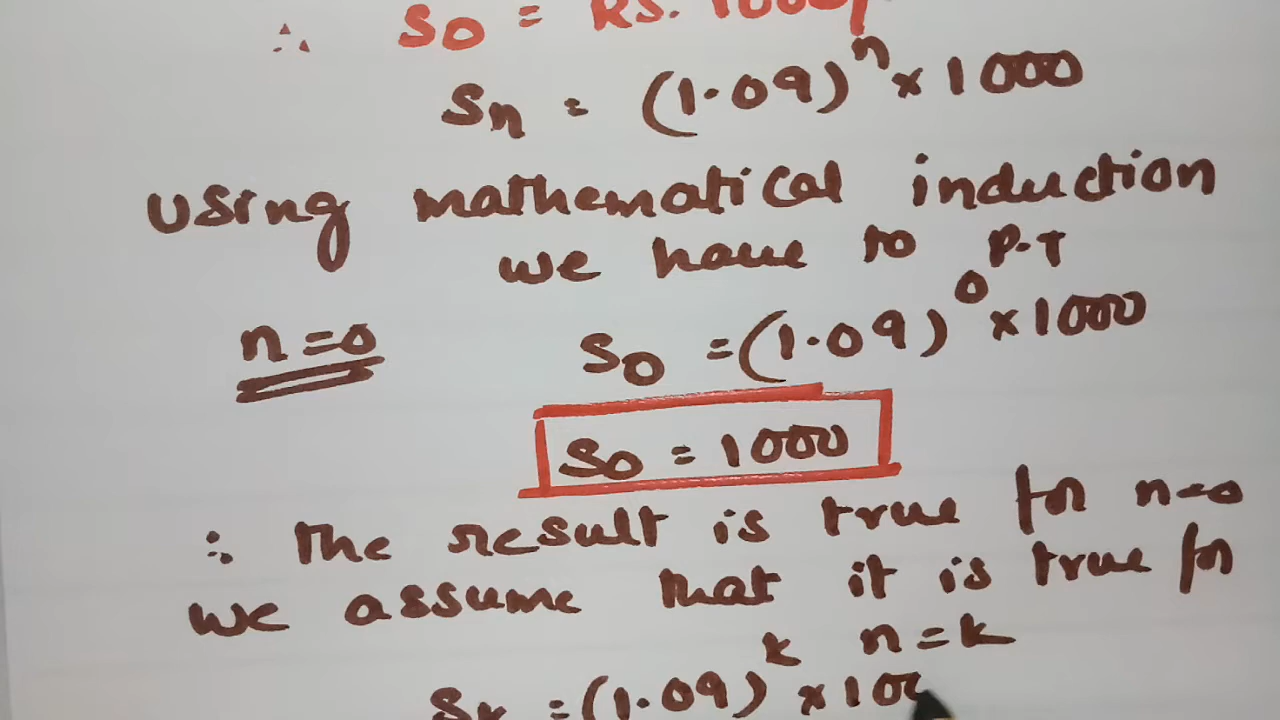 ∴ S0 = Rs. 1000/
Sn = (1.09)^n × 1000
Using mathematical induction
we have to P.T
n=0 S0 = (1.09)^0 × 1000
S0 = 1000
∴ The result is true for n=0
we assume that it is true for
n=k
Sk = (1.09)^k × 100